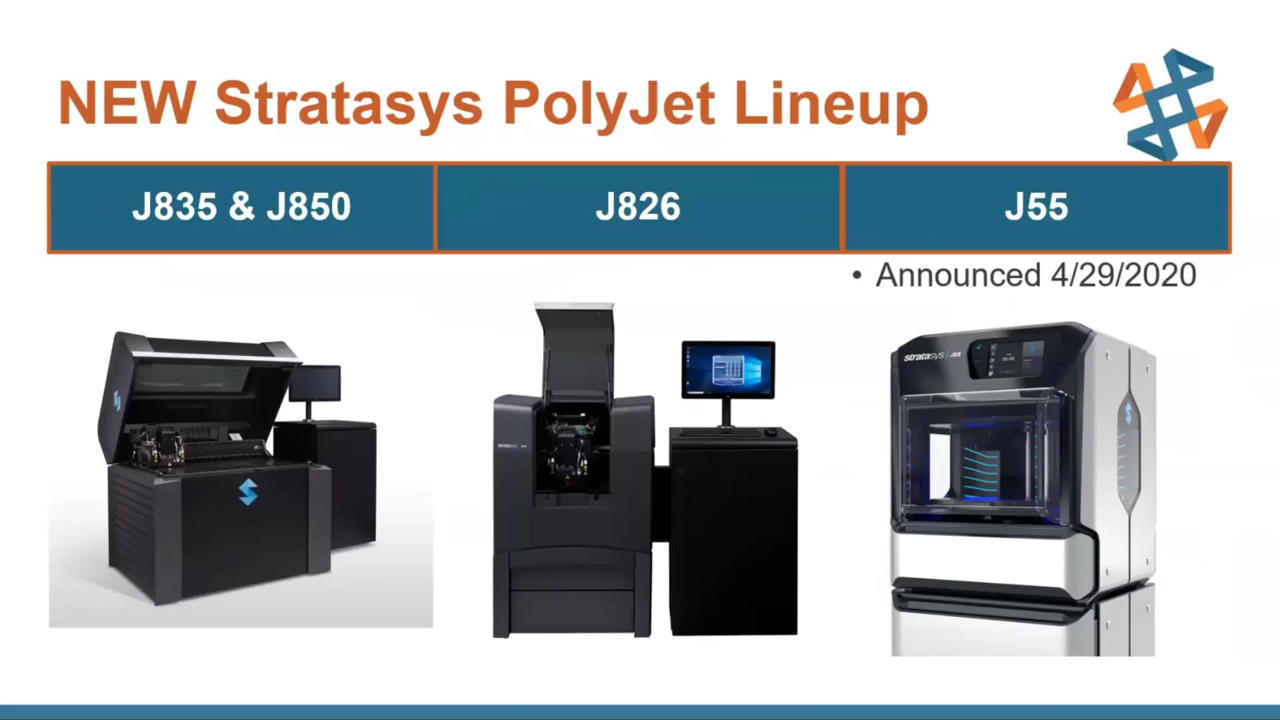 NEW Stratasys PolyJet Lineup
J835 & J850
J826
J55
• Announced 4/29/2020
stratasys | J55